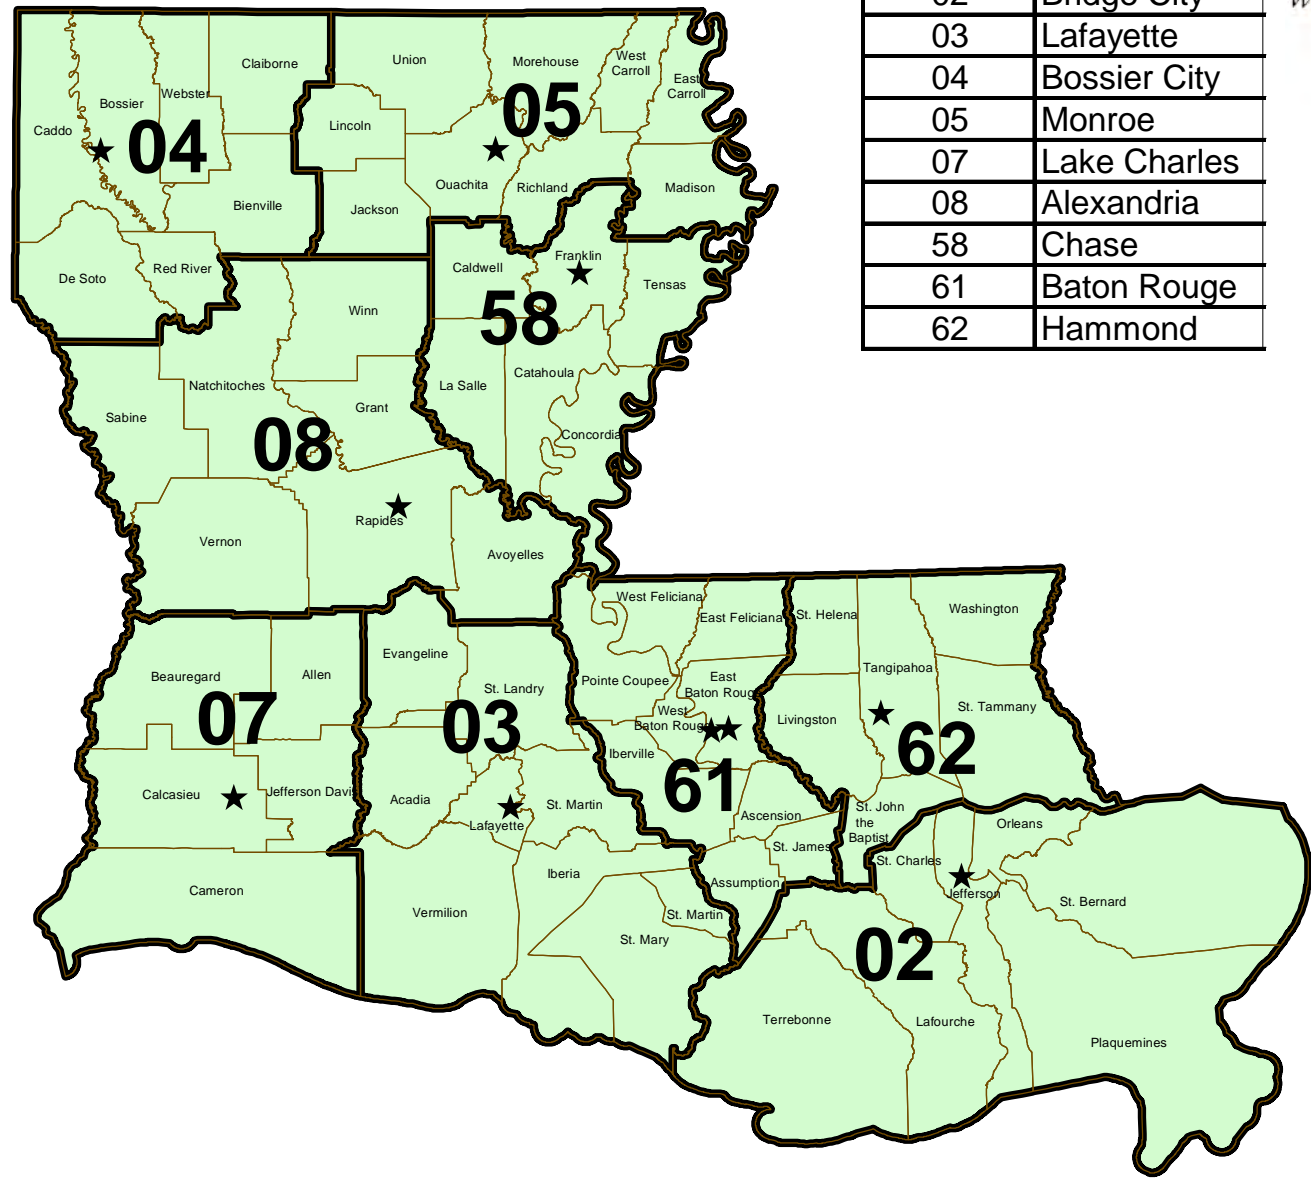 02 Bridge City
03 Lafayette
04 Bossier City
05 Monroe
07 Lake Charles
08 Alexandria
58 Chase
61 Baton Rouge
62 Hammond
Claiborne
Union
Morehouse
West
Carroll
East
Carroll
Caddo
Bossier
Webster
04
Lincoln
05
Ouachita
Richland
Madison
Bienville
Jackson
De Soto
Red River
Caldwell
Franklin
Tensas
Winn
58
Natchitoches
La Salle
Catahoula
Sabine
Grant
08
Concordia
Rapides
Vernon
Avoyelles
West Feliciana
East Feliciana
St. Helena
Washington
Evangeline
Tangipahoa
Beauregard
Allen
St. Landry
Pointe Coupee
East
Baton Rouge
07
03
West
Baton Rouge
Livingston
St. Tammany
62
Iberville
61
Calcasieu
Jefferson Davis
Acadia
Lafayette
St. Martin
Ascension
St. John
the
Baptist
Orleans
St. James
St. Charles
Cameron
Iberia
Assumption
Jefferson
St. Bernard
Vermilion
St. Martin
St. Mary
02
Terrebonne
Lafourche
Plaquemines